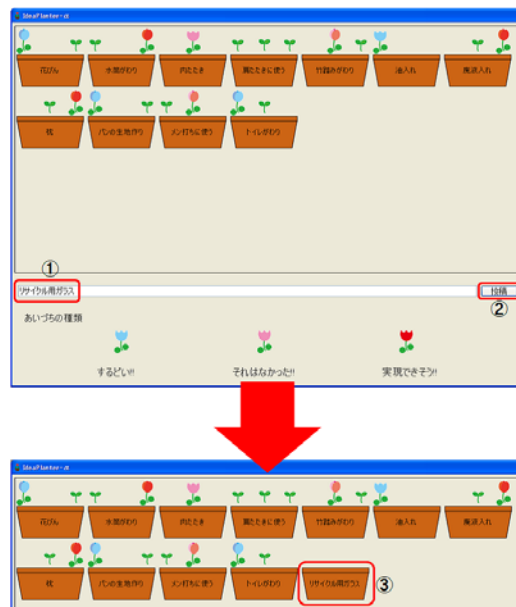 IdeaPlanter - α
花びん 水筒がわり 肉たたき 肩たたきに使う 竹踏みがわり 油入れ 廃液入れ
枕 パンの生地作り メン打ちに使う トイレがわり
①
リサイクル用ガラス 投稿
②
あいづちの種類
するどい!! それはなかった!! 実現できそう!!
IdeaPlanter - α
花びん 水筒がわり 肉たたき 肩たたきに使う 竹踏みがわり 油入れ 廃液入れ
枕 パンの生地作り メン打ちに使う トイレがわり リサイクル用ガラス ③